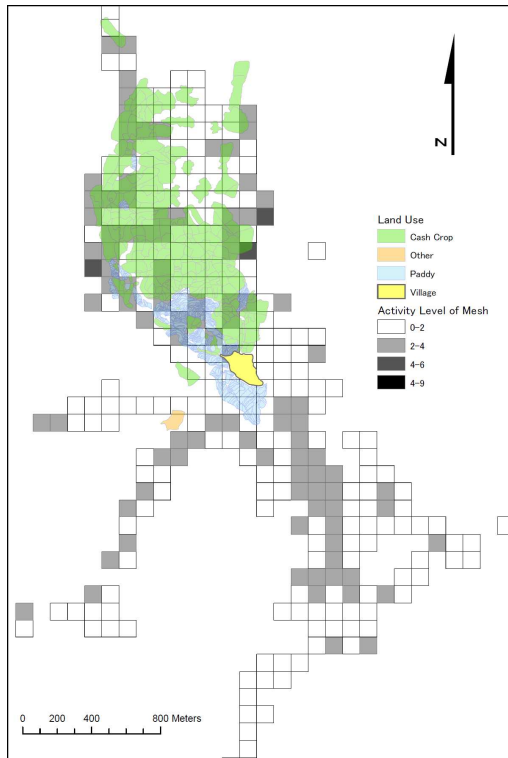 N
Land Use
Cash Crop
Other
Paddy
Village
Activity Level of Mesh
0-2
2-4
4-6
4-9
0 200 400 800 Meters